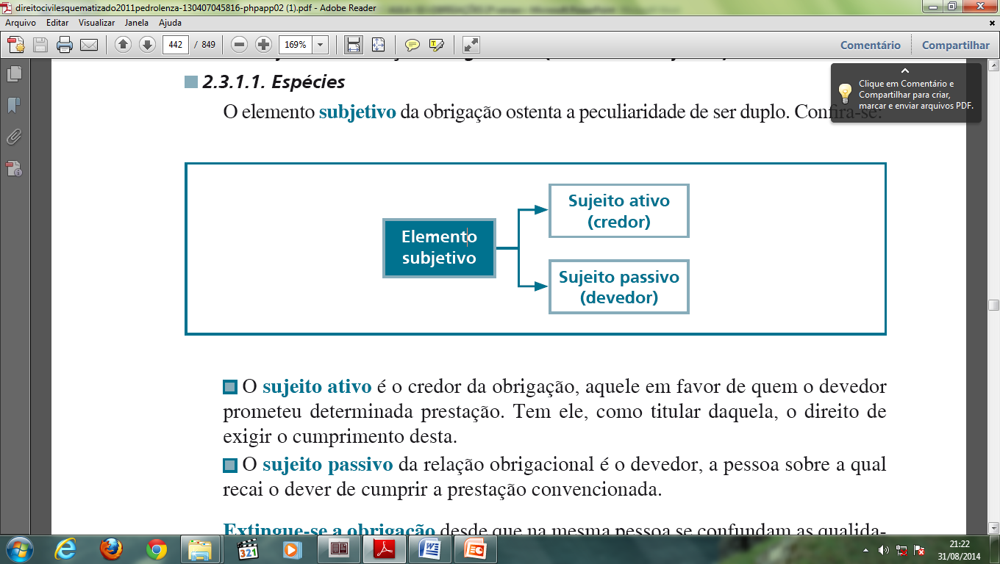 direitocivilesquematizado2011pedrolenza-130407045816-phpapp02 (1).pdf - Adobe Reader
Arquivo Editar Visualizar Janela Ajuda
442 / 849 169% Comentário Compartilhar
Clique em Comentário e
Compartilhar para criar,
marcar e enviar arquivos PDF.
2.3.1.1. Espécies
O elemento subjetivo da obrigação ostenta a peculiaridade de ser duplo. Confira-se:
Elemento
subjetivo
Sujeito ativo
(credor)
Sujeito passivo
(devedor)
O sujeito ativo é o credor da obrigação, aquele em favor de quem o devedor
prometeu determinada prestação. Tem ele, como titular daquela, o direito de
exigir o cumprimento desta.
O sujeito passivo da relação obrigacional é o devedor, a pessoa sobre a qual
recai o dever de cumprir a prestação convencionada.
Extingue-se a obrigação desde que na mesma pessoa se confundam as qualida-
321
21:22
31/08/2014